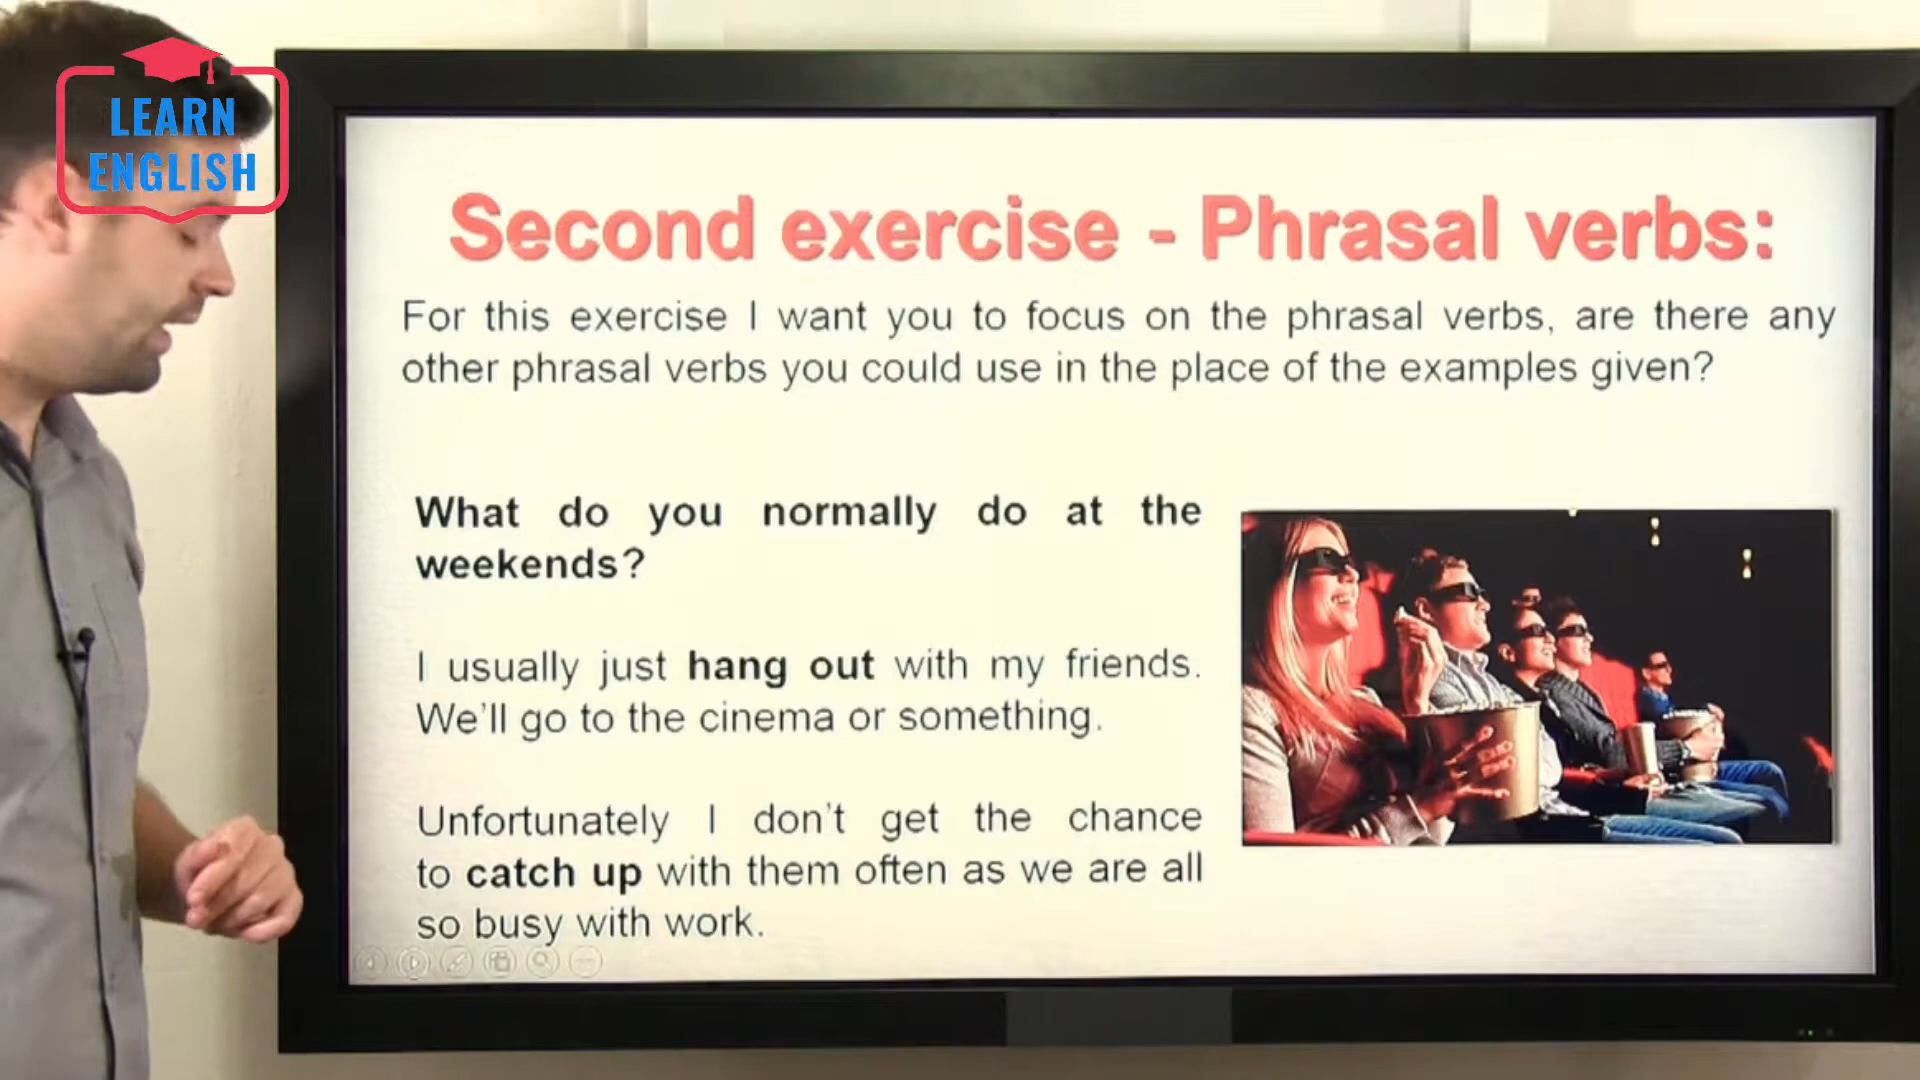 LEARN
ENGLISH
Second exercise - Phrasal verbs:
For this exercise I want you to focus on the phrasal verbs, are there any
other phrasal verbs you could use in the place of the examples given?
What do you normally do at the
weekends?
I usually just hang out with my friends.
We'll go to the cinema or something.
Unfortunately I don't get the chance
to catch up with them often as we are all
so busy with work.